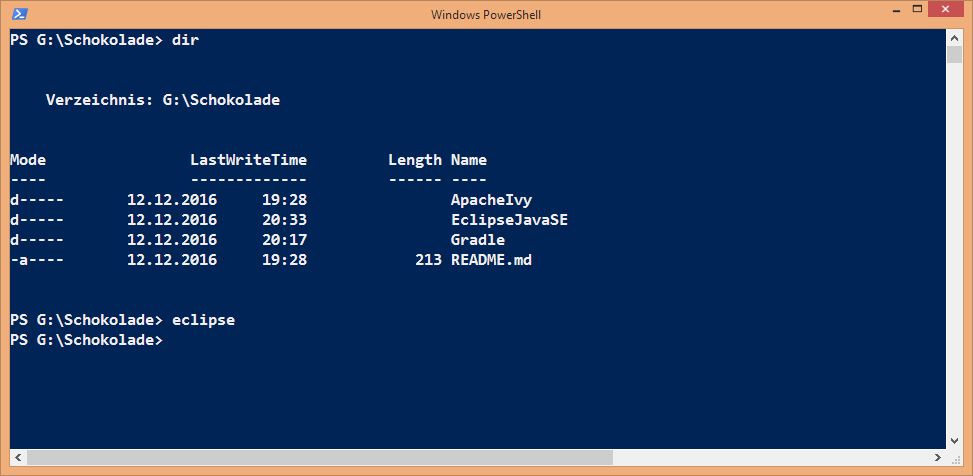 Windows PowerShell
PS G:\Schokolade> dir
Verzeichnis: G:\Schokolade
Mode LastWriteTime Length Name
---- ------------- ------ ----
d----- 12.12.2016 19:28 ApacheIvy
d----- 12.12.2016 20:33 EclipseJavaSE
d----- 12.12.2016 20:17 Gradle
-a---- 12.12.2016 19:28 213 README.md
PS G:\Schokolade> eclipse
PS G:\Schokolade>